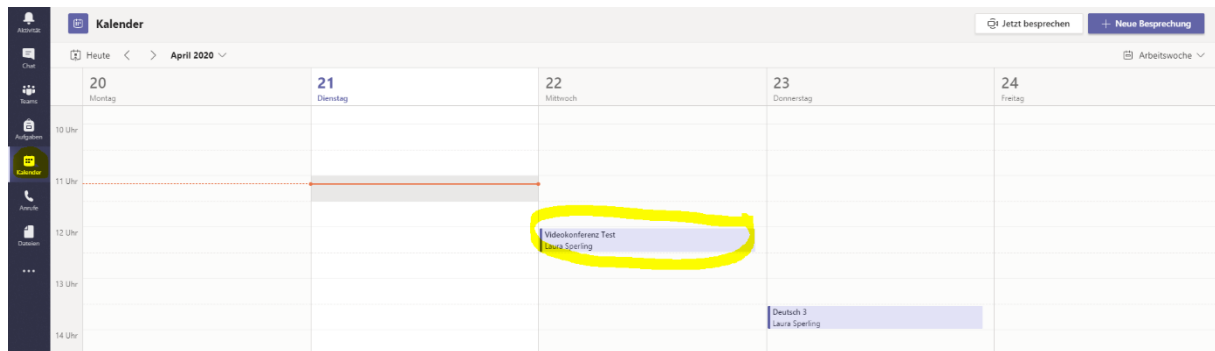 Aktivität
Chat
Teams
Aufgaben
Kalender
Anrufe
Dateien
Kalender
Jetzt besprechen
+ Neue Besprechung
Heute < > April 2020
Arbeitswoche
20
Montag
21
Dienstag
22
Mittwoch
23
Donnerstag
24
Freitag
10 Uhr
11 Uhr
12 Uhr
13 Uhr
14 Uhr
Videokonferenz Test
Laura Sperling
Deutsch 3
Laura Sperling